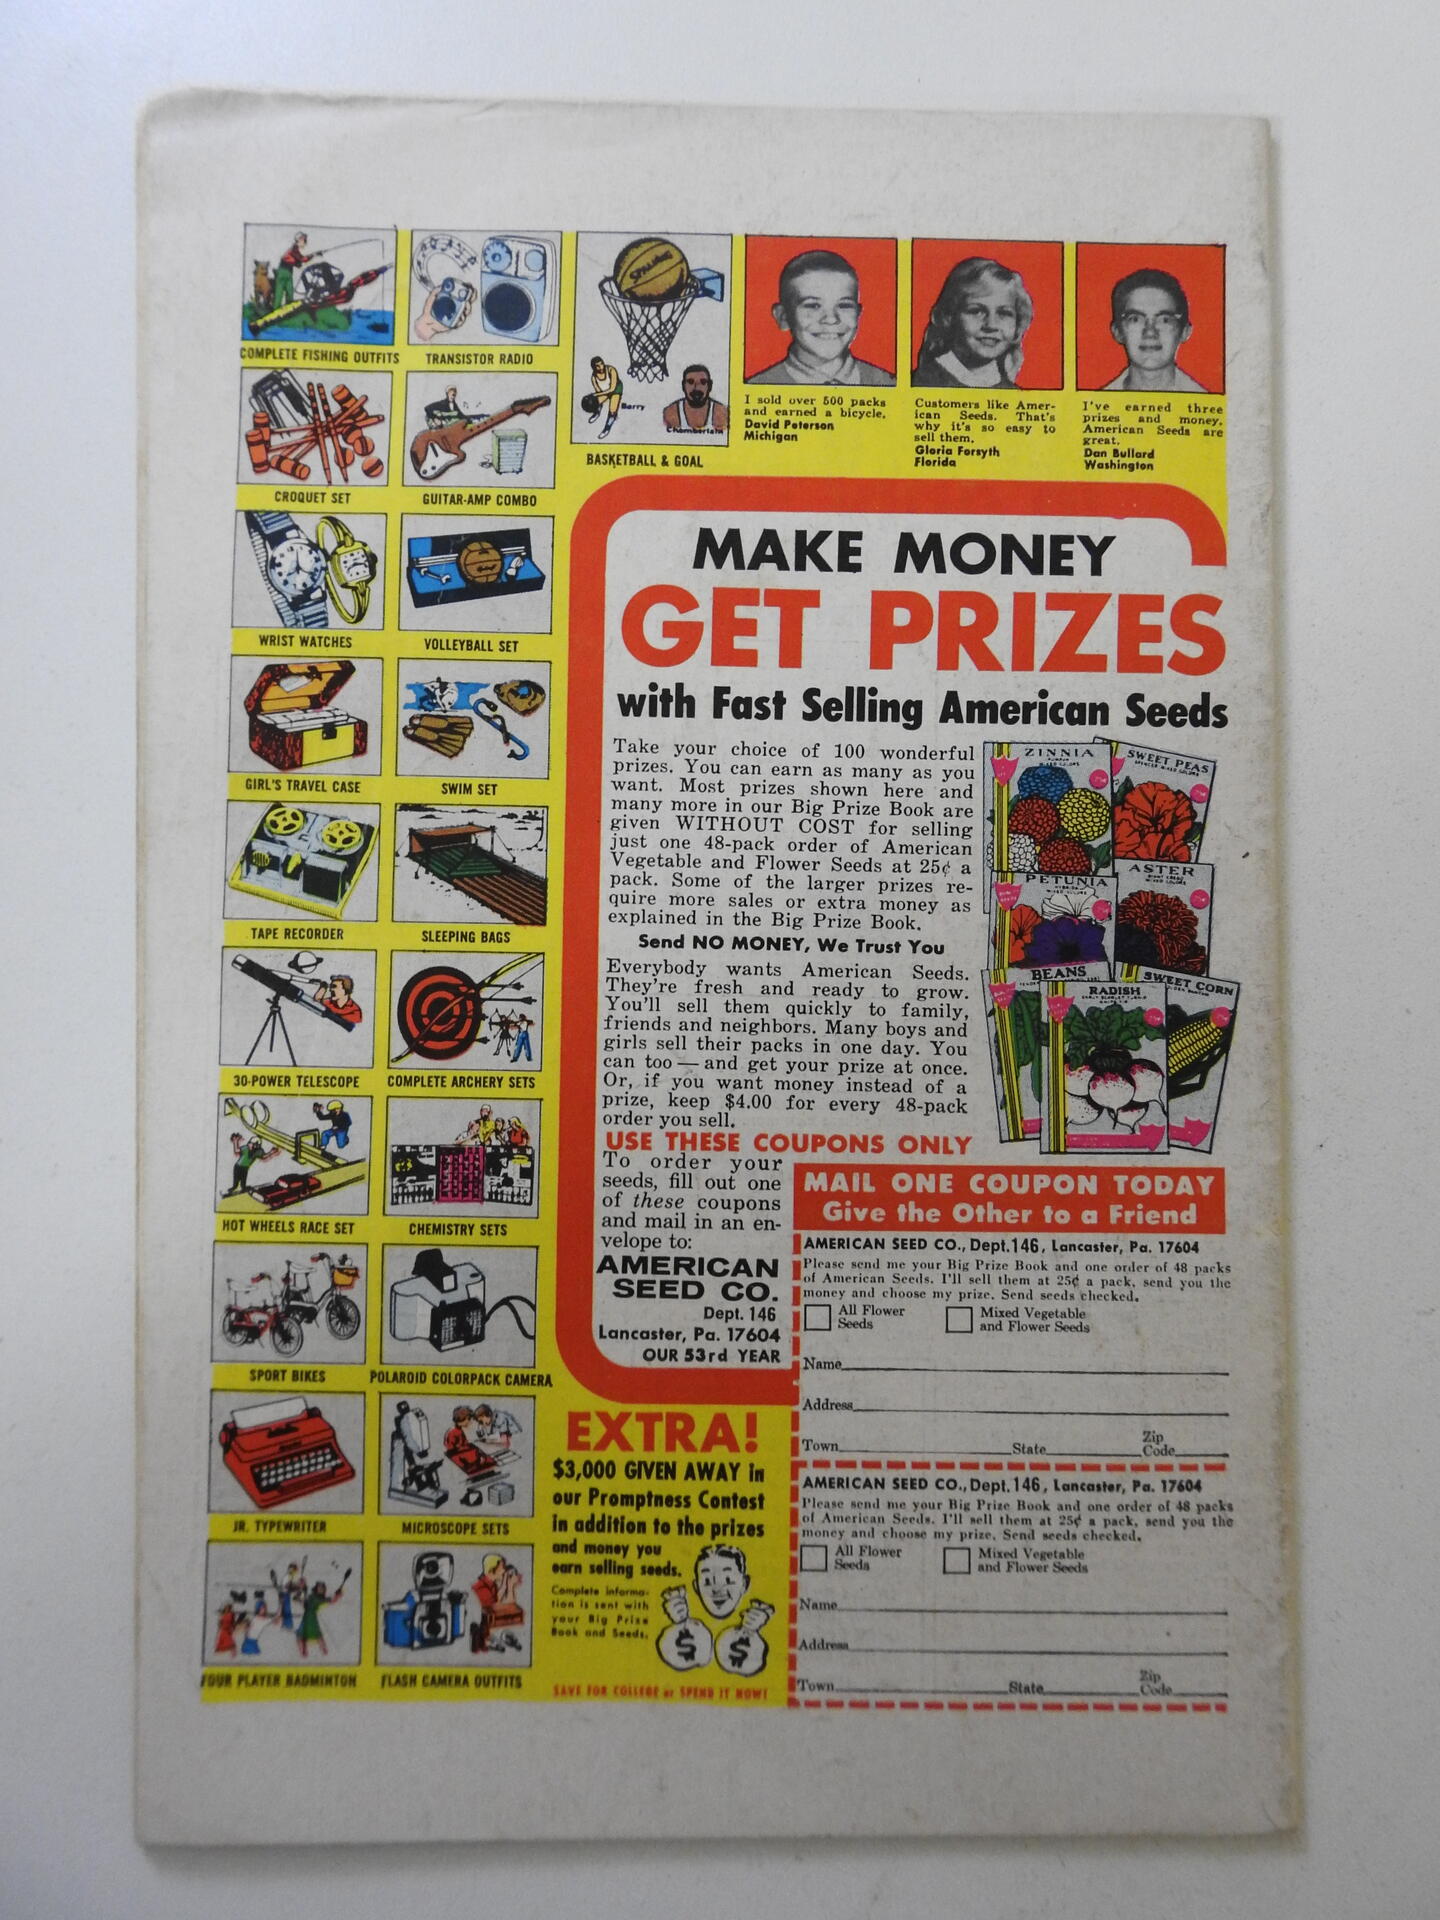 COMPLETE FISHING OUTFITS
TRANSISTOR RADIO
SPALDING
Barry
Chamberlain
BASKETBALL & GOAL
CROQUET SET
GUITAR-AMP COMBO
WRIST WATCHES
VOLLEYBALL SET
GIRL'S TRAVEL CASE
SWIM SET
TAPE RECORDER
SLEEPING BAGS
30-POWER TELESCOPE
COMPLETE ARCHERY SETS
HOT WHEELS RACE SET
CHEMISTRY SETS
SPORT BIKES
POLAROID COLORPACK CAMERA
JR. TYPEWRITER
MICROSCOPE SETS
FOUR PLAYER BADMINTON
FLASH CAMERA OUTFITS
I sold over 500 packs
and earned a bicycle.
David Peterson
Michigan
Customers like Amer-
ican Seeds. That's
why it's so easy to
sell them.
Gloria Forsyth
Florida
I've earned three
prizes and money.
American Seeds are
great.
Dan Bullard
Washington
MAKE MONEY
GET PRIZES
with Fast Selling American Seeds
Take your choice of 100 wonderful
prizes. You can earn as many as you
want. Most prizes shown here and
many more in our Big Prize Book are
given WITHOUT COST for selling
just one 48-pack order of American
Vegetable and Flower Seeds at 25¢ a
pack. Some of the larger prizes re-
quire more sales or extra money as
explained in the Big Prize Book.
Send NO MONEY, We Trust You
Everybody wants American Seeds.
They're fresh and ready to grow.
You'll sell them quickly to family,
friends and neighbors. Many boys and
girls sell their packs in one day. You
can too — and get your prize at once.
Or, if you want money instead of a
prize, keep $4.00 for every 48-pack
order you sell.
ZINNIA
SWEET PEAS
PETUNIA
ASTER
BEANS
RADISH
SWEET CORN
USE THESE COUPONS ONLY
To order your
seeds, fill out one
of these coupons
and mail in an en-
velope to:
AMERICAN
SEED CO.
Dept. 146
Lancaster, Pa. 17604
OUR 53rd YEAR
MAIL ONE COUPON TODAY
Give the Other to a Friend
AMERICAN SEED CO., Dept. 146, Lancaster, Pa. 17604
Please send me your Big Prize Book and one order of 48 packs
of American Seeds. I'll sell them at 25¢ a pack, send you the
money and choose my prize. Send seeds checked.
All Flower Seeds
Mixed Vegetable and Flower Seeds
Name
Address
Town State Zip Code
AMERICAN SEED CO., Dept. 146, Lancaster, Pa. 17604
Please send me your Big Prize Book and one order of 48 packs
of American Seeds. I'll sell them at 25¢ a pack, send you the
money and choose my prize. Send seeds checked.
All Flower Seeds
Mixed Vegetable and Flower Seeds
Name
Address
Town State Zip Code
EXTRA!
$3,000 GIVEN AWAY in
our Promptness Contest
in addition to the prizes
and money you
earn selling seeds.
Complete informa-
tion is sent with
your Big Prize
Book and Seeds.
$ $
SAVE FOR COLLEGE or SPEND IT NOW!